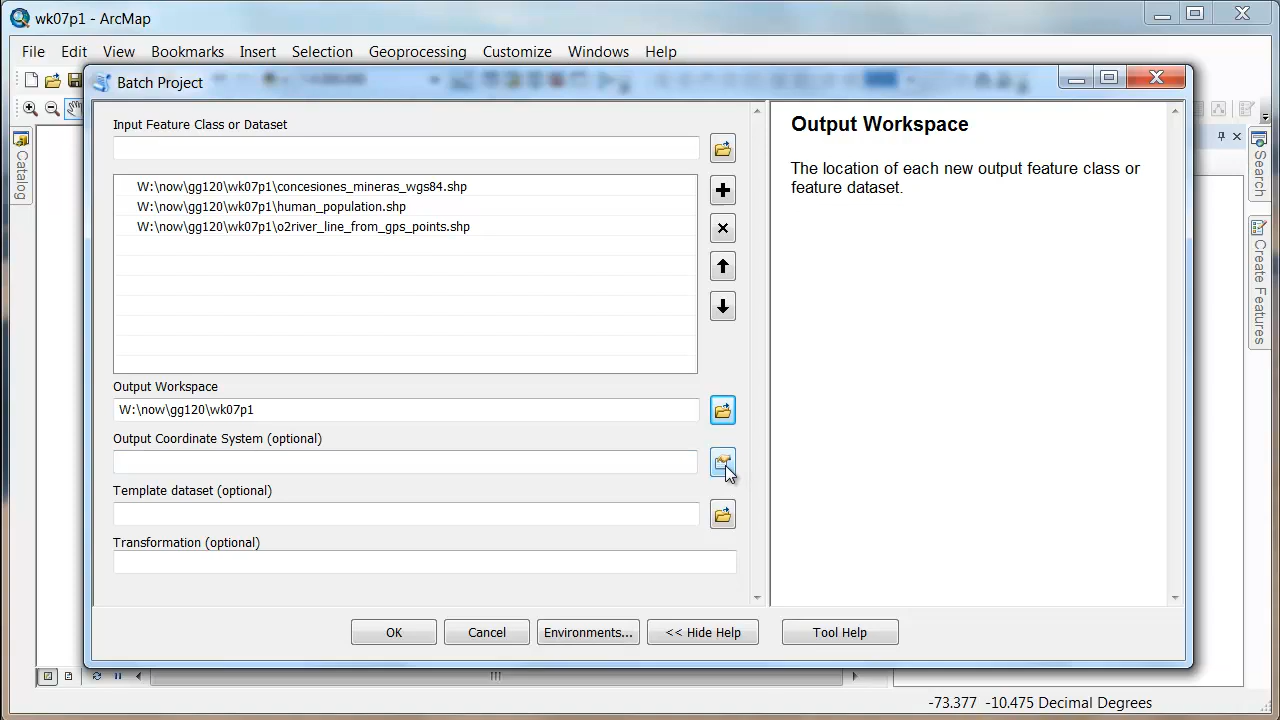 wk07p1 - ArcMap
File Edit View Bookmarks Insert Selection Geoprocessing Customize Windows Help
Batch Project
Input Feature Class or Dataset
W:\now\gg120\wk07p1\concesiones_mineras_wgs84.shp
W:\now\gg120\wk07p1\human_population.shp
W:\now\gg120\wk07p1\o2river_line_from_gps_points.shp
Output Workspace
W:\now\gg120\wk07p1
Output Coordinate System (optional)
Template dataset (optional)
Transformation (optional)
OK Cancel Environments... << Hide Help Tool Help
Output Workspace
The location of each new output feature class or
feature dataset.
Catalog
Search
Create Features
-73.377 -10.475 Decimal Degrees